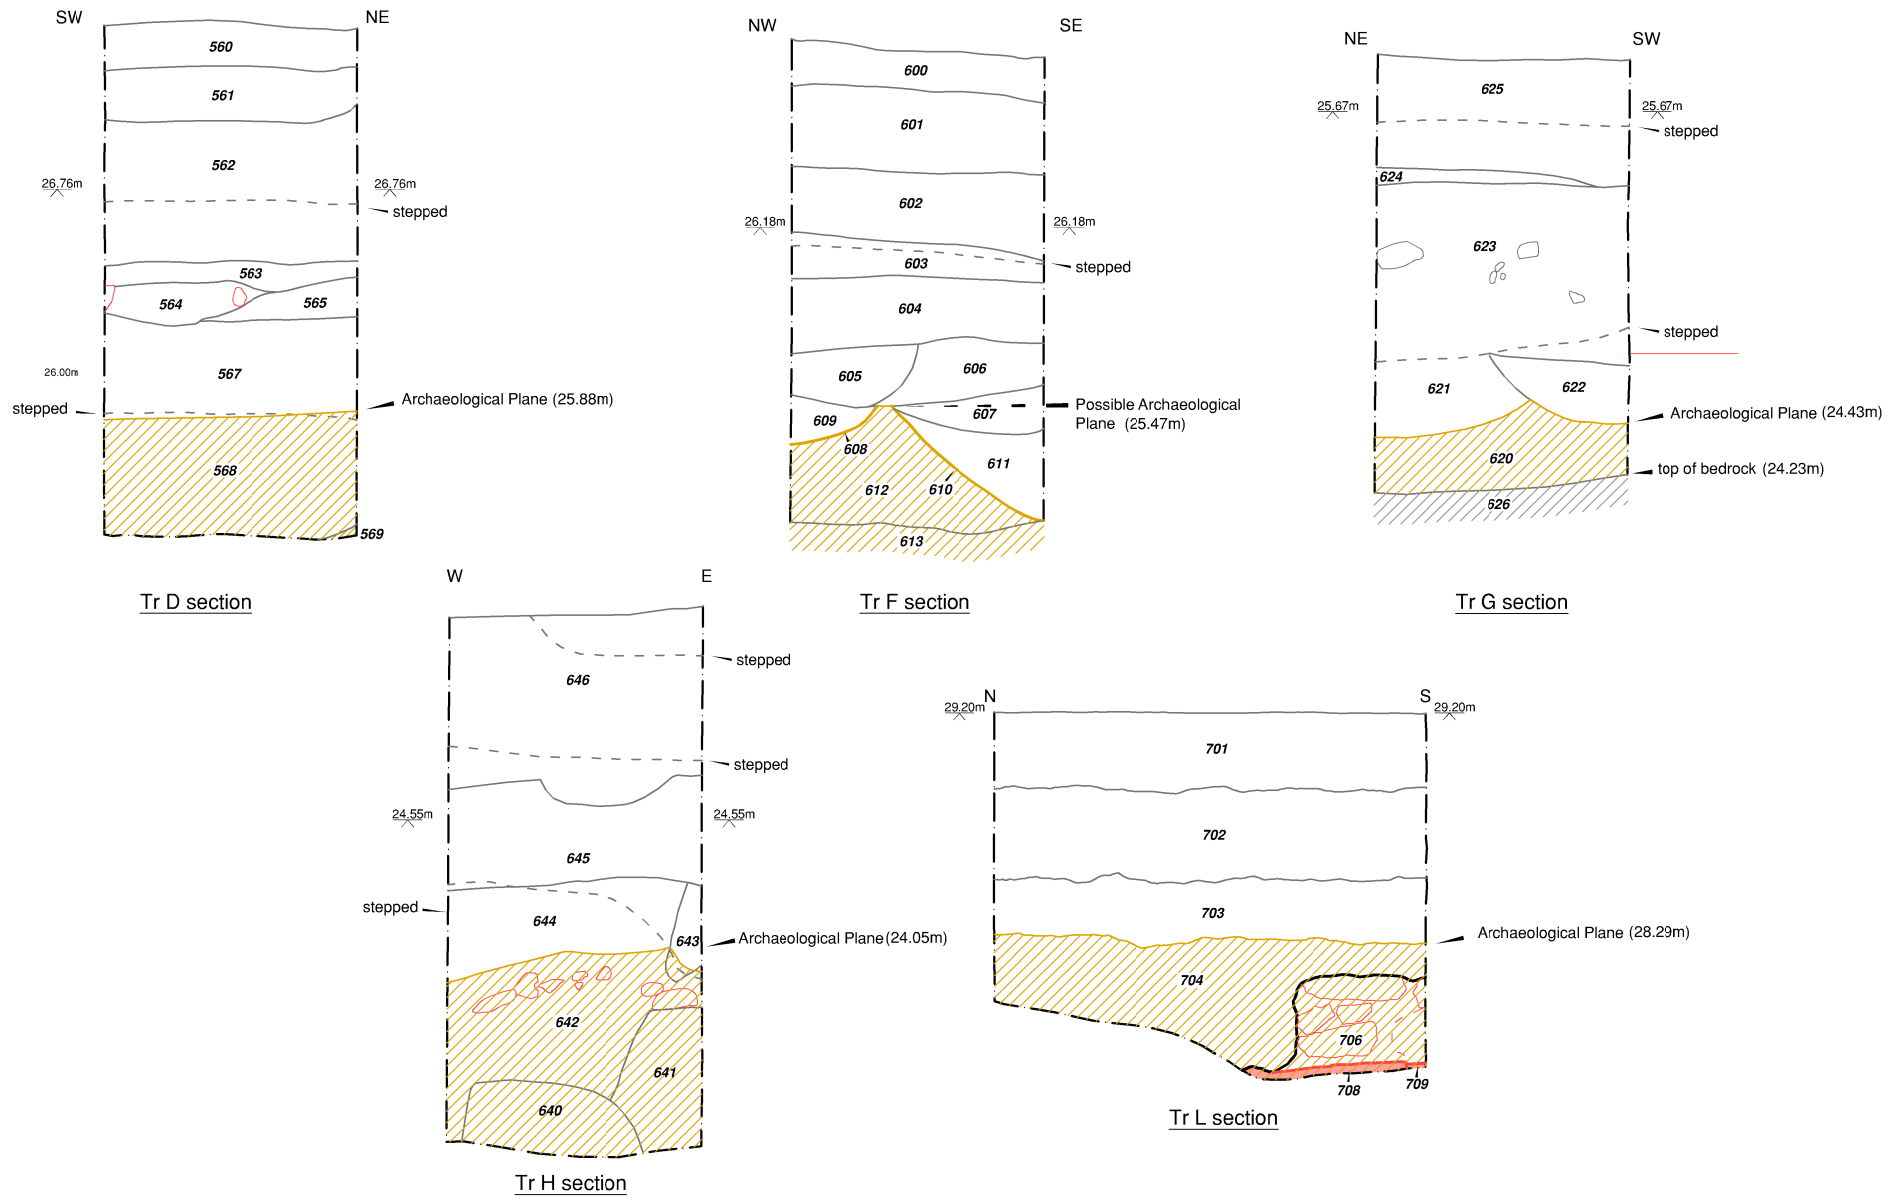 SW
NE
560
561
562
26.76m
26.76m
stepped
563
564
565
26.00m
567
stepped
Archaeological Plane (25.88m)
568
569
Tr D section
NW
SE
600
601
602
26.18m
26.18m
603
stepped
604
605
606
607
Possible Archaeological
Plane (25.47m)
609
608
611
612
610
613
Tr F section
NE
SW
625
25.67m
25.67m
stepped
624
623
stepped
621
622
Archaeological Plane (24.43m)
620
top of bedrock (24.23m)
626
Tr G section
W
E
stepped
646
stepped
24.55m
24.55m
645
stepped
644
643
Archaeological Plane (24.05m)
642
641
640
Tr H section
N
S
29.20m
29.20m
701
702
703
Archaeological Plane (28.29m)
704
706
708
709
Tr L section